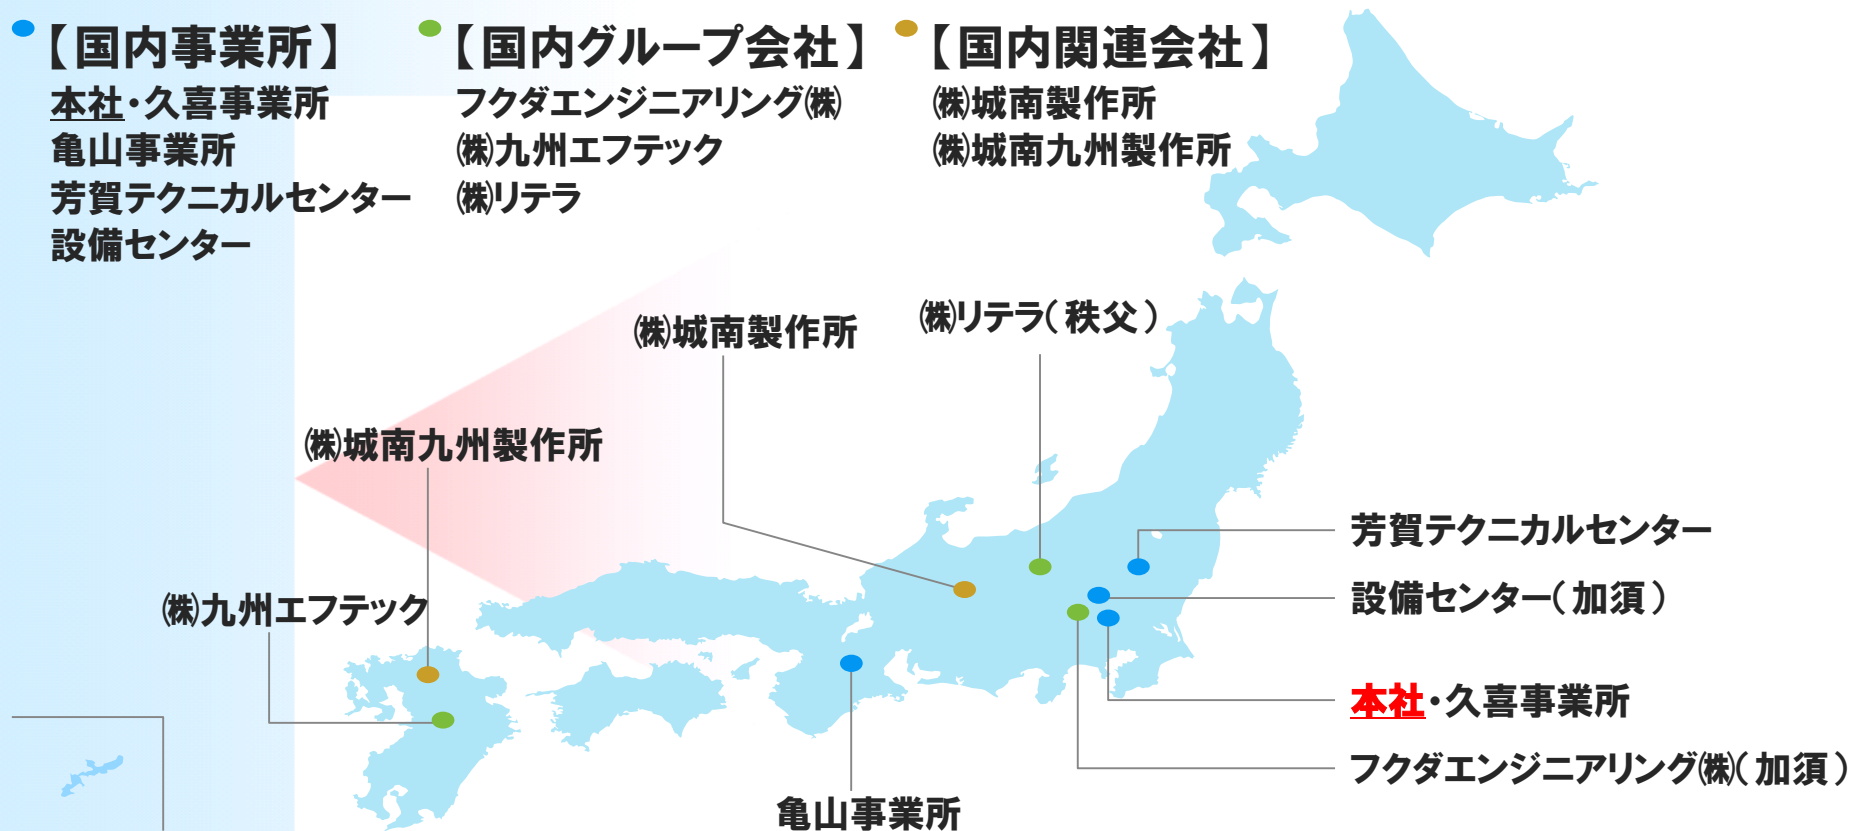 【国内事業所】
本社・久喜事業所
亀山事業所
芳賀テクニカルセンター
設備センター
【国内グループ会社】
フクダエンジニアリング㈱
㈱九州エフテック
㈱リテラ
【国内関連会社】
㈱城南製作所
㈱城南九州製作所
㈱リテラ(秩父)
㈱城南製作所
㈱城南九州製作所
㈱九州エフテック
芳賀テクニカルセンター
設備センター(加須)
本社・久喜事業所
フクダエンジニアリング㈱(加須)
亀山事業所